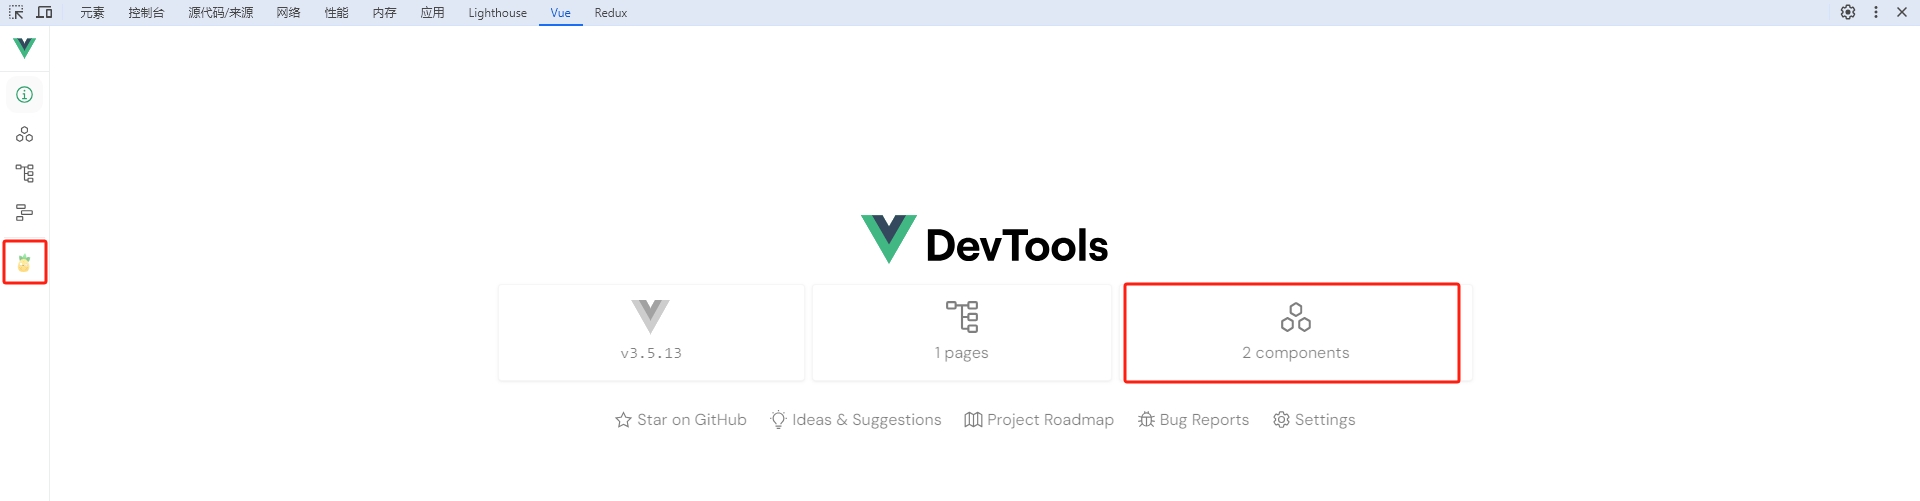 元素 控制台 源代码/来源 网络 性能 内存 应用 Lighthouse Vue Redux
DevTools
v3.5.13
1 pages
2 components
Star on GitHub Ideas & Suggestions Project Roadmap Bug Reports Settings